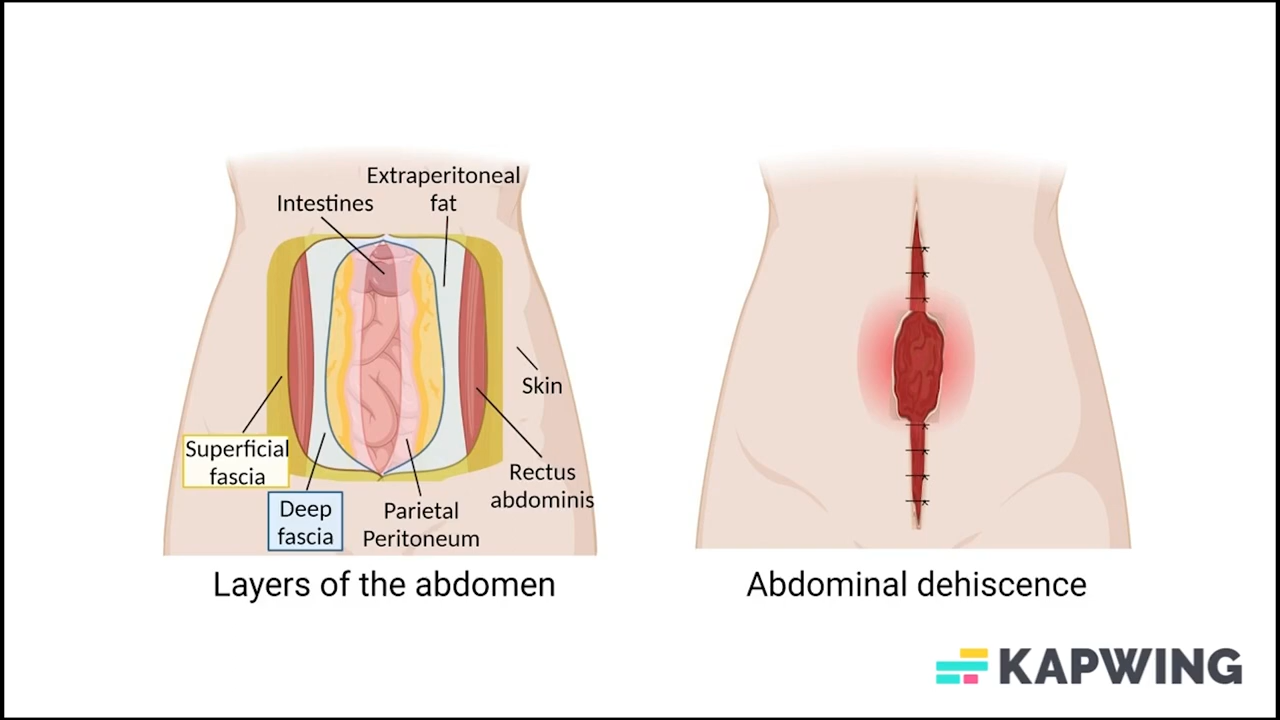 Extraperitoneal
fat
Intestines
Skin
Superficial
fascia
Rectus
abdominis
Deep
fascia
Parietal
Peritoneum
Layers of the abdomen
Abdominal dehiscence
KAPWING